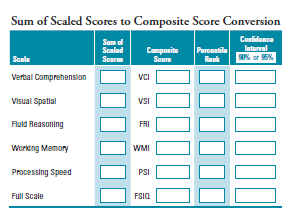 Sum of Scaled Scores to Composite Score Conversion
Scale
Sum of
Scaled
Scores
Composite
Score
Percentile
Rank
Confidence
Interval
90% or 95%
Verbal Comprehension VCI
Visual Spatial VSI
Fluid Reasoning FRI
Working Memory WMI
Processing Speed PSI
Full Scale FSIQ